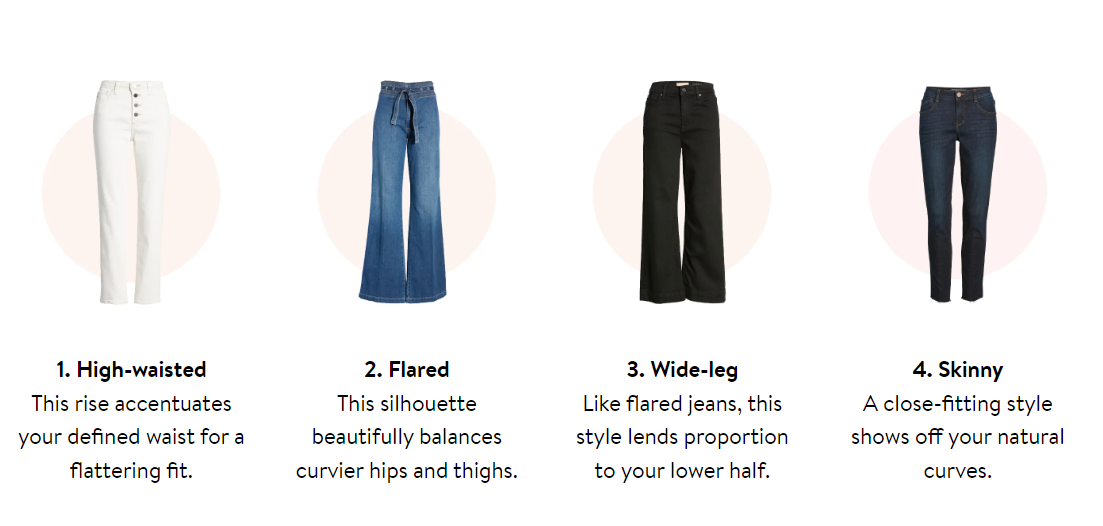 1. High-waisted
This rise accentuates
your defined waist for a
flattering fit.
2. Flared
This silhouette
beautifully balances
curvier hips and thighs.
3. Wide-leg
Like flared jeans, this
style lends proportion
to your lower half.
4. Skinny
A close-fitting style
shows off your natural
curves.